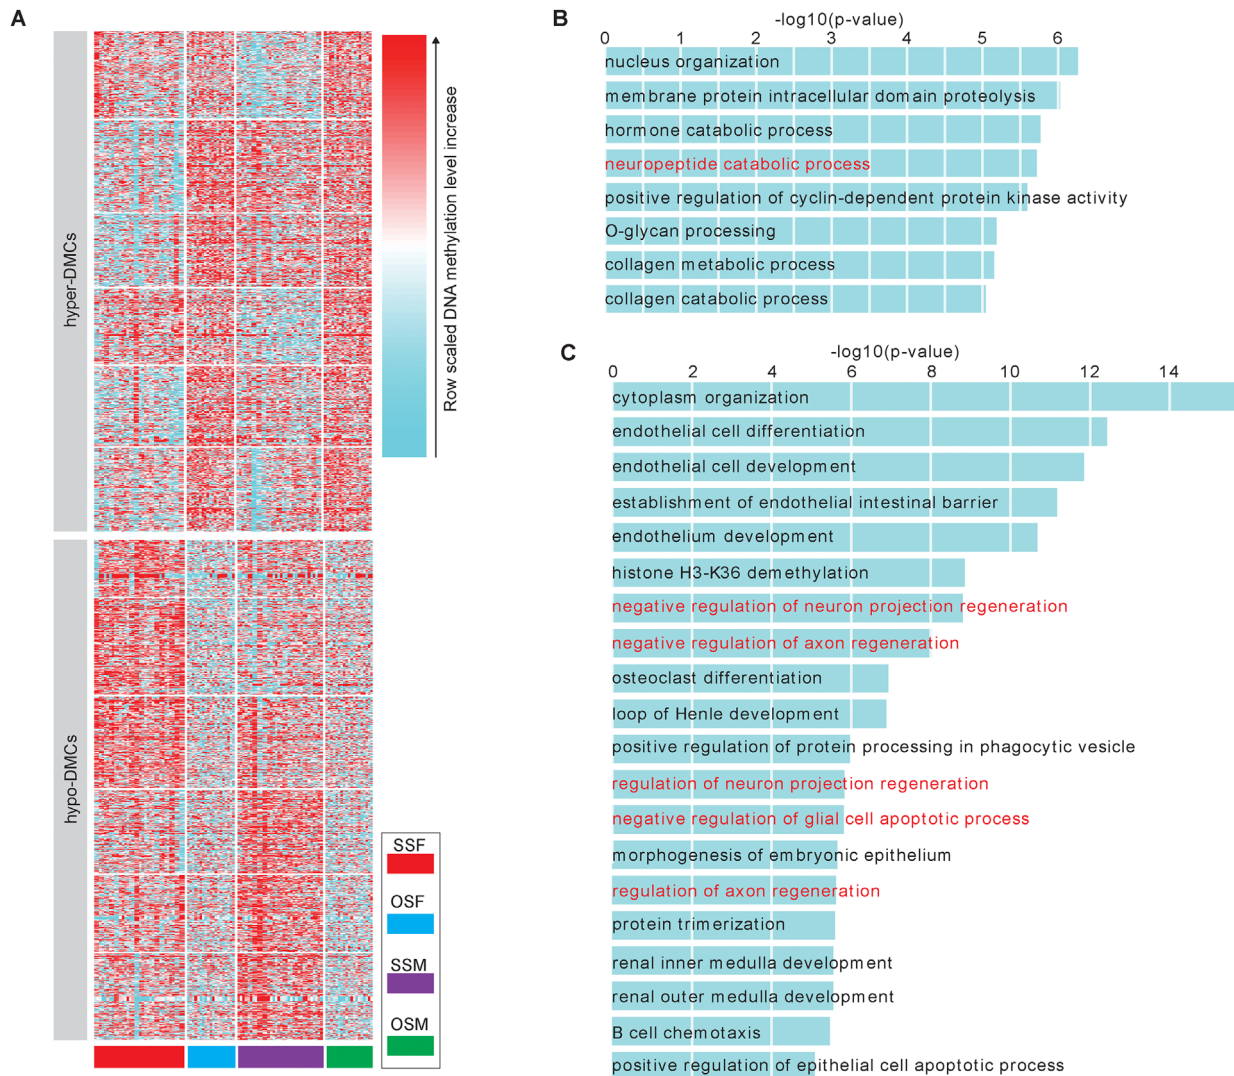 A
hyper-DMCs
hypo-DMCs
Row scaled DNA methylation level increase
SSF
OSF
SSM
OSM
B
-log10(p-value)
0 1 2 3 4 5 6
nucleus organization
membrane protein intracellular domain proteolysis
hormone catabolic process
neuropeptide catabolic process
positive regulation of cyclin-dependent protein kinase activity
O-glycan processing
collagen metabolic process
collagen catabolic process
C
-log10(p-value)
0 2 4 6 8 10 12 14
cytoplasm organization
endothelial cell differentiation
endothelial cell development
establishment of endothelial intestinal barrier
endothelium development
histone H3-K36 demethylation
negative regulation of neuron projection regeneration
negative regulation of axon regeneration
osteoclast differentiation
loop of Henle development
positive regulation of protein processing in phagocytic vesicle
regulation of neuron projection regeneration
negative regulation of glial cell apoptotic process
morphogenesis of embryonic epithelium
regulation of axon regeneration
protein trimerization
renal inner medulla development
renal outer medulla development
B cell chemotaxis
positive regulation of epithelial cell apoptotic process